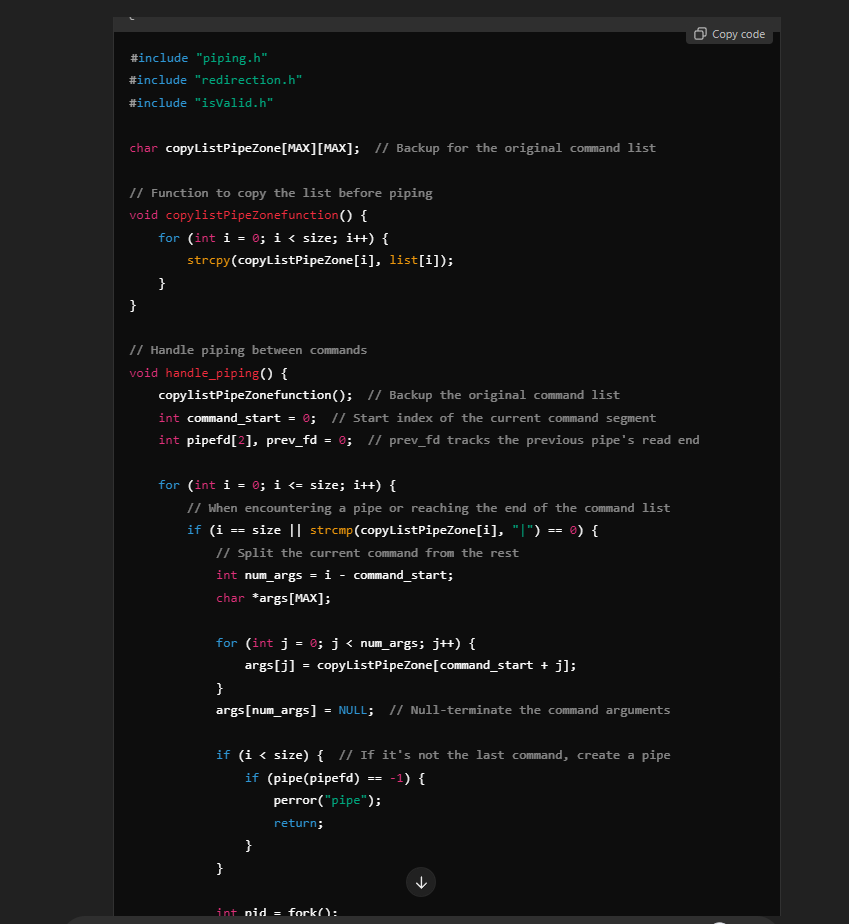 Copy code
#include "piping.h"
#include "redirection.h"
#include "isValid.h"
char copyListPipeZone[MAX][MAX];  // Backup for the original command list
// Function to copy the list before piping
void copylistPipeZonefunction() {
    for (int i = 0; i < size; i++) {
        strcpy(copyListPipeZone[i], list[i]);
    }
}
// Handle piping between commands
void handle_piping() {
    copylistPipeZonefunction();  // Backup the original command list
    int command_start = 0;  // Start index of the current command segment
    int pipefd[2], prev_fd = 0;  // prev_fd tracks the previous pipe's read end
    for (int i = 0; i <= size; i++) {
        // When encountering a pipe or reaching the end of the command list
        if (i == size || strcmp(copyListPipeZone[i], "|") == 0) {
            // Split the current command from the rest
            int num_args = i - command_start;
            char *args[MAX];
            for (int j = 0; j < num_args; j++) {
                args[j] = copyListPipeZone[command_start + j];
            }
            args[num_args] = NULL;  // Null-terminate the command arguments
            if (i < size) {  // If it's not the last command, create a pipe
                if (pipe(pipefd) == -1) {
                    perror("pipe");
                    return;
                }
            }
            int pid = fork();